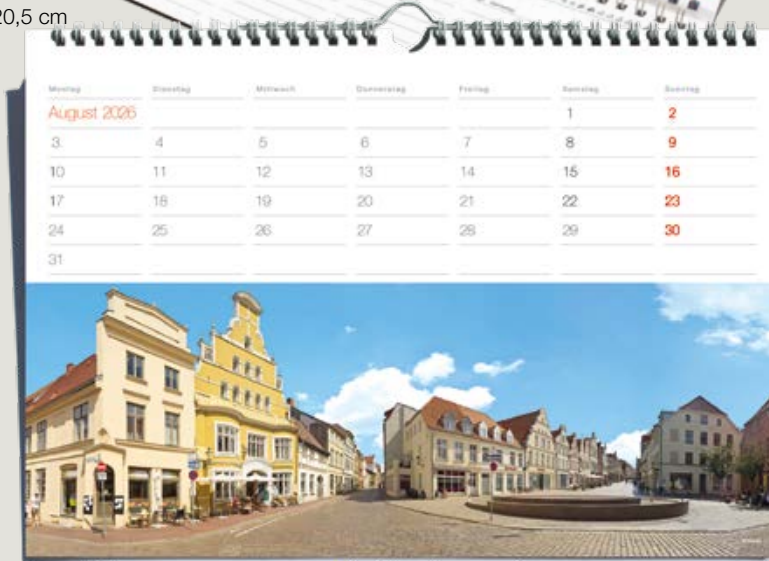 20,5 cm
Montag Dienstag Mittwoch Donnerstag Freitag Samstag Sonntag
August 2026 1 2
3. 4 5 6 7 8 9
10 11 12 13 14 15 16
17 18 19 20 21 22 23
24 25 26 27 28 29 30
31